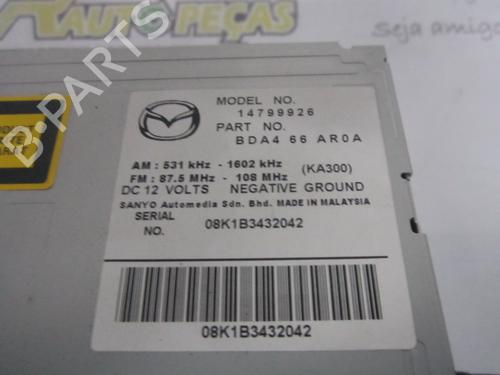 AUTOPEÇAS
Seja amigo
B-PARTS
MODEL NO.
14799926
PART NO.
BDA4 66 AR0A
AM : 531 kHz - 1602 kHz
(KA300)
FM : 87.5 MHz - 108 MHz
DC 12 VOLTS NEGATIVE GROUND
SANYO Automedia Sdn. Bhd. MADE IN MALAYSIA
SERIAL
NO.
08K1B3432042
08K1B3432042